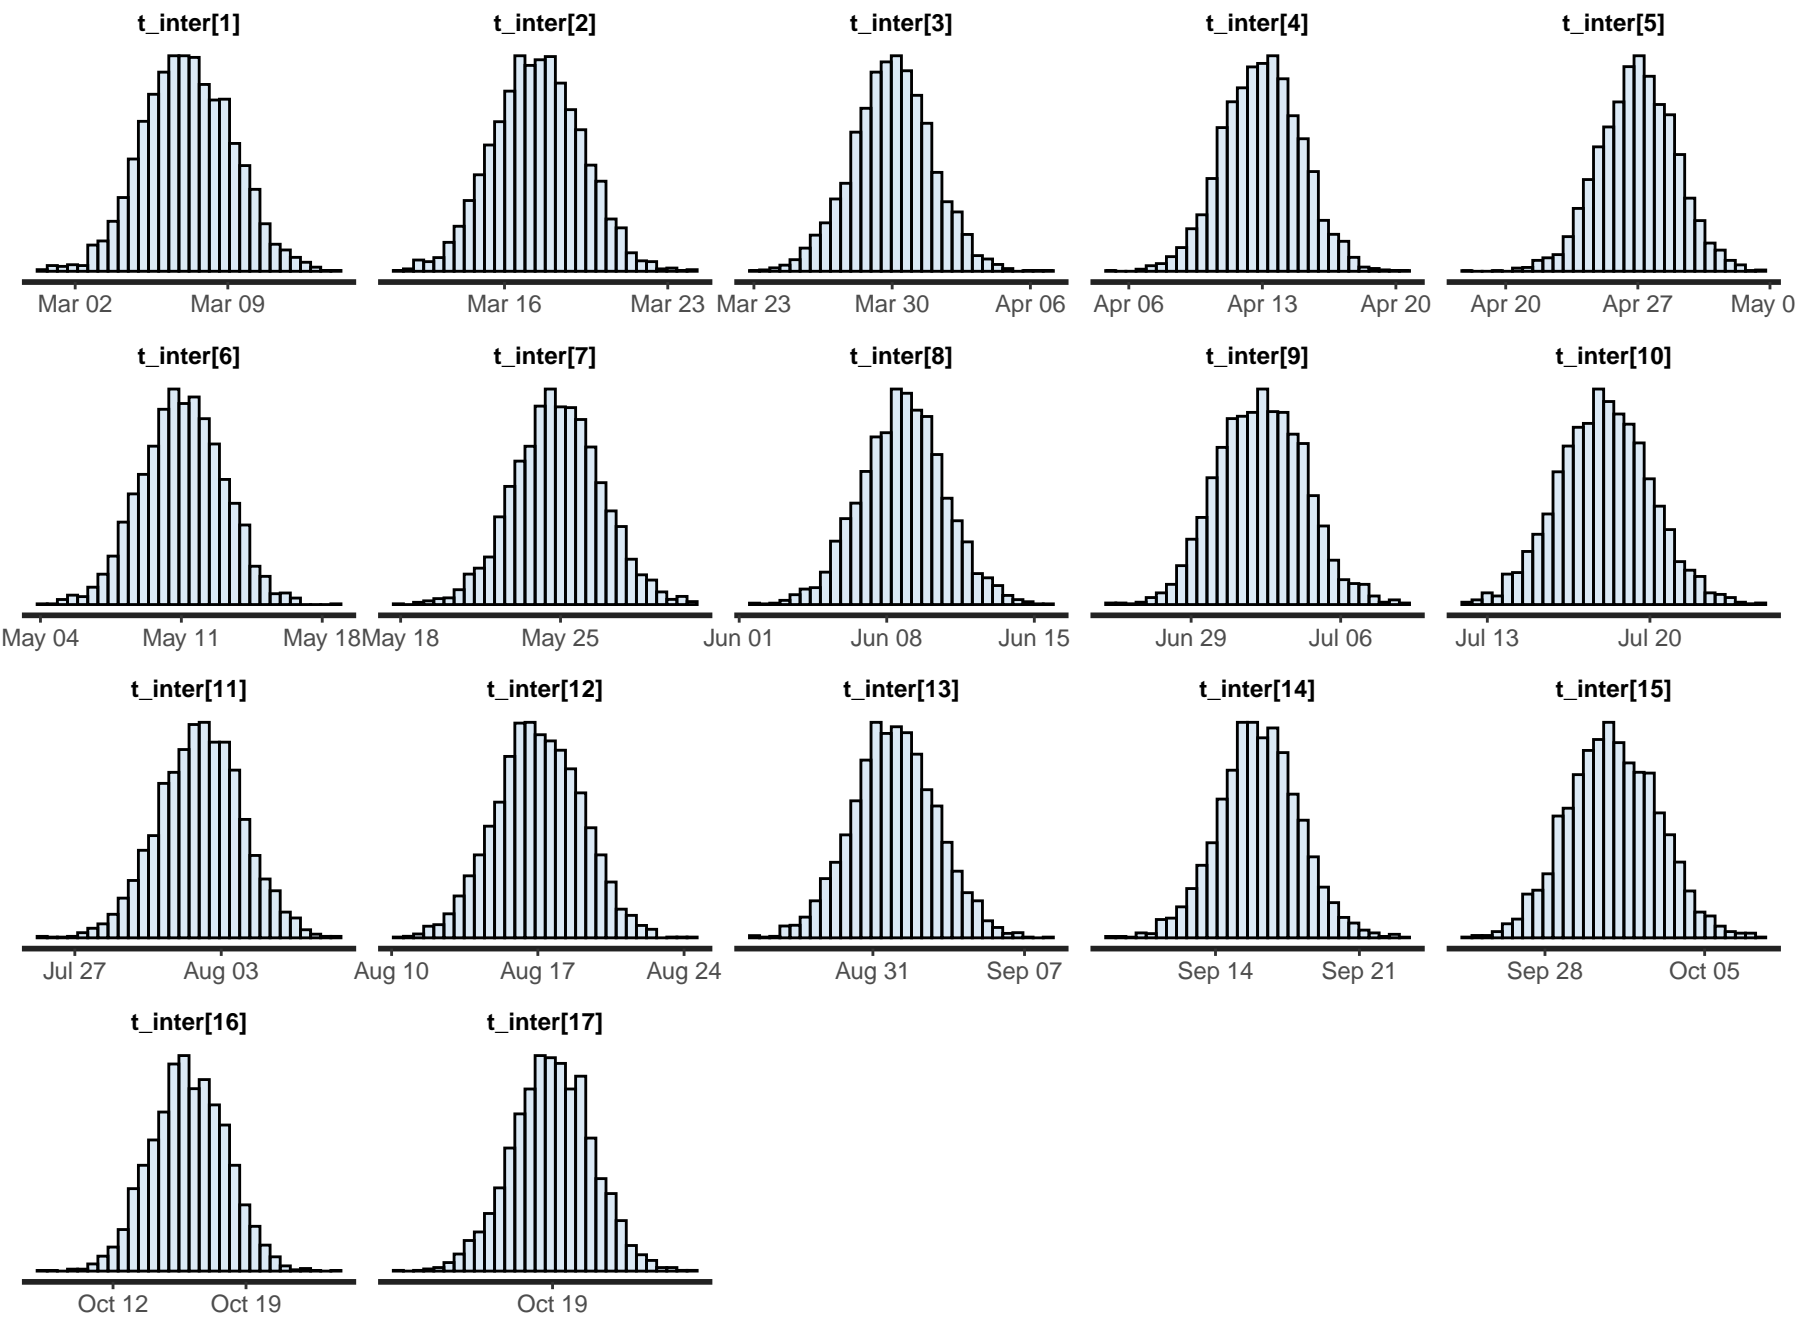 t_inter[1] t_inter[2] t_inter[3] t_inter[4] t_inter[5]
Mar 02 Mar 09 Mar 16 Mar 23 Mar 23 Mar 30 Apr 06 Apr 06 Apr 13 Apr 20 Apr 20 Apr 27 May 0
t_inter[6] t_inter[7] t_inter[8] t_inter[9] t_inter[10]
May 04 May 11 May 18 May 18 May 25 Jun 01 Jun 08 Jun 15 Jun 29 Jul 06 Jul 13 Jul 20
t_inter[11] t_inter[12] t_inter[13] t_inter[14] t_inter[15]
Jul 27 Aug 03 Aug 10 Aug 17 Aug 24 Aug 31 Sep 07 Sep 14 Sep 21 Sep 28 Oct 05
t_inter[16] t_inter[17]
Oct 12 Oct 19 Oct 19